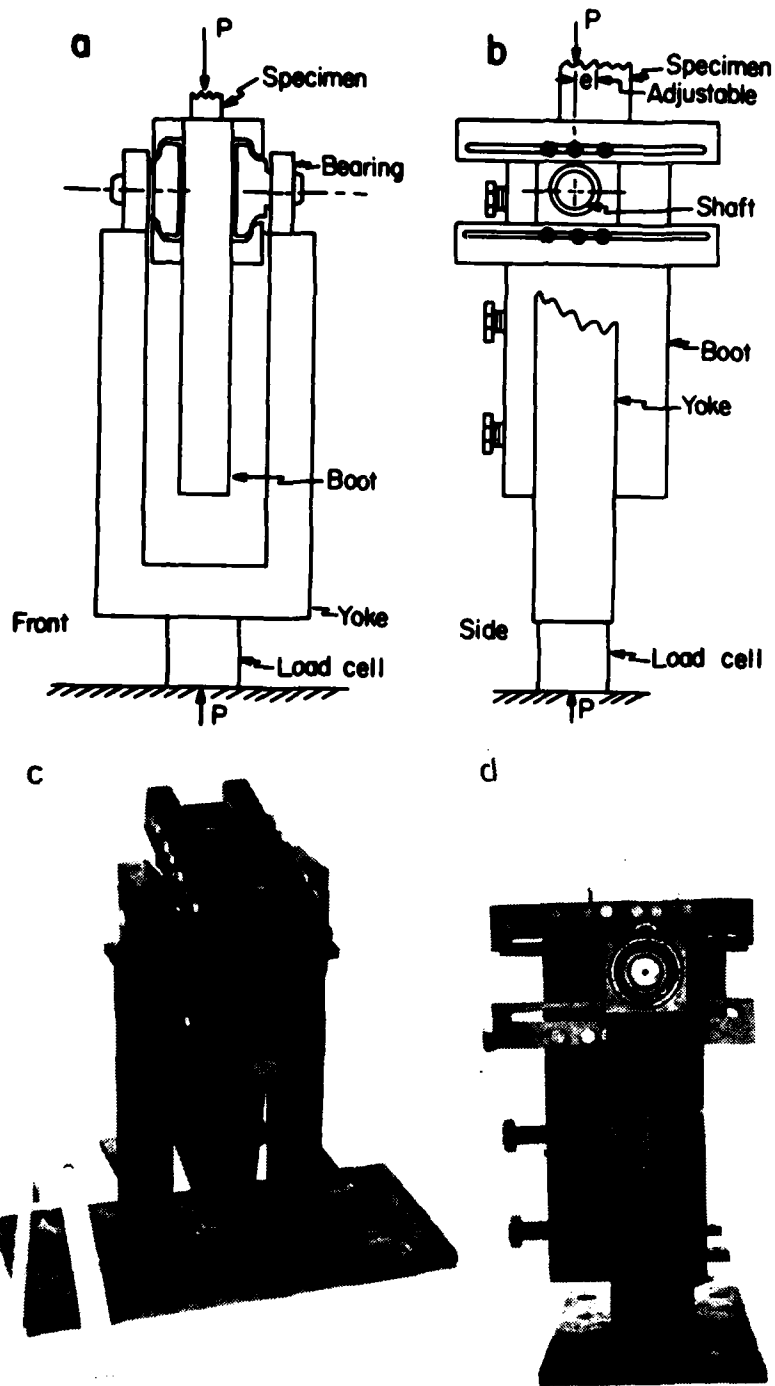 a
P
Specimen
Bearing
Boot
Yoke
Front
Load cell
P
b
P
Specimen
e
Adjustable
Shaft
Boot
Yoke
Side
Load cell
P
c
d